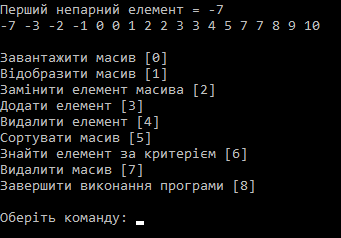 Перший непарний елемент = -7
-7 -3 -2 -1 0 0 1 2 2 3 3 4 5 7 7 8 9 10
Завантажити масив [0]
Відобразити масив [1]
Замінити елемент масива [2]
Додати елемент [3]
Видалити елемент [4]
Сортувати масив [5]
Знайти елемент за критерієм [6]
Видалити масив [7]
Завершити виконання програми [8]
Оберіть команду: